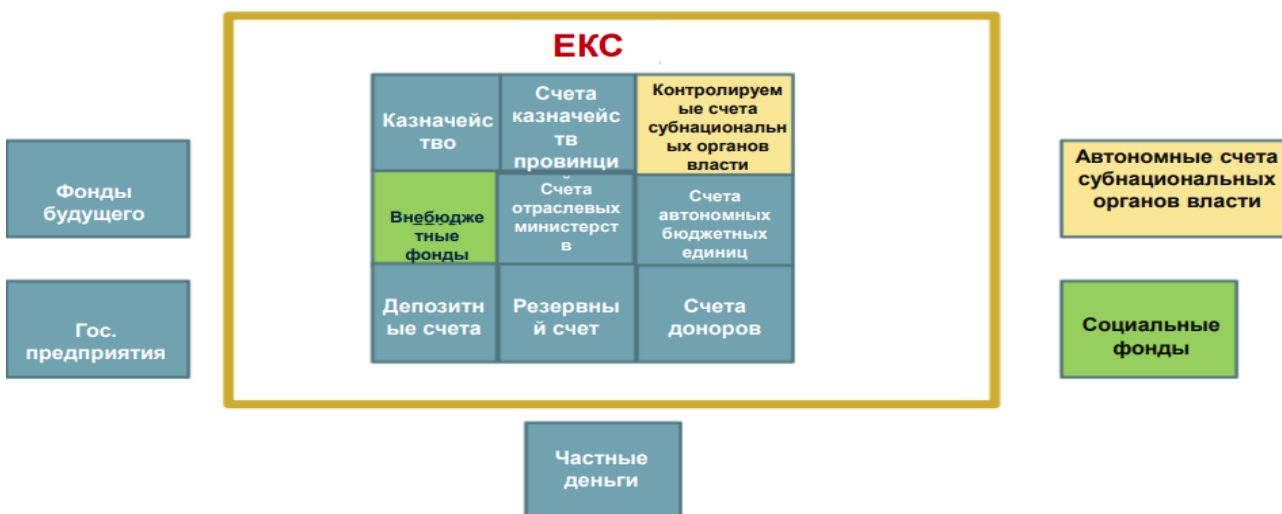 ЕКС
Казначейс
тво
Счета
казначейс
тв
провинци
й
Контролируем
ые счета
субнациональн
ых органов
власти
Внебюдже
тные
фонды
Счета
отраслевых
министерст
в
Счета
автономных
бюджетных
единиц
Депозитн
ые счета
Резервны
й счет
Счета
доноров
Фонды
будущего
Гос.
предприятия
Автономные счета
субнациональных
органов власти
Социальные
фонды
Частные
деньги